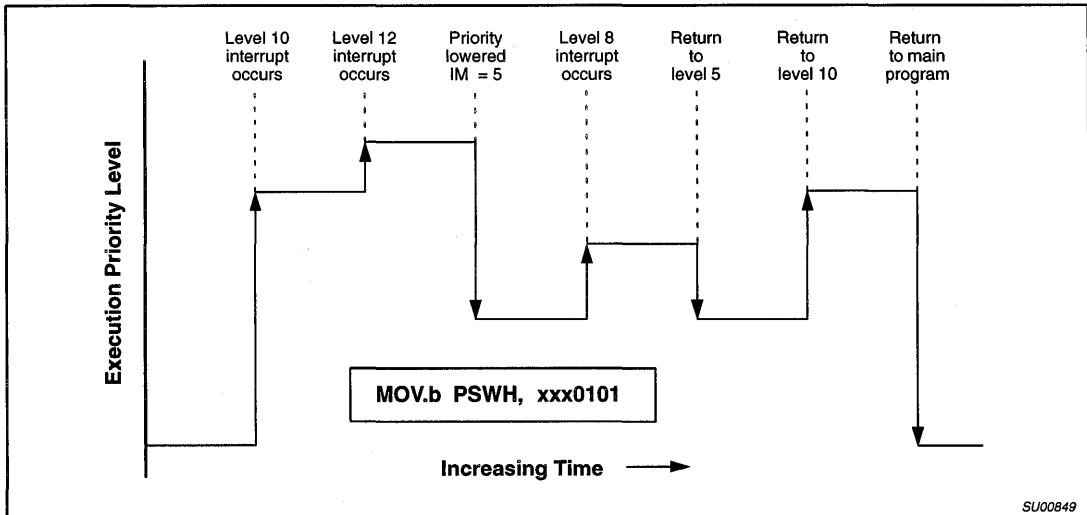 Level 10
interrupt
occurs
Level 12
interrupt
occurs
Priority
lowered
IM = 5
Level 8
interrupt
occurs
Return
to
level 5
Return
to
level 10
Return
to main
program
Execution Priority Level
MOV.b PSWH, xxx0101
Increasing Time
SU00849